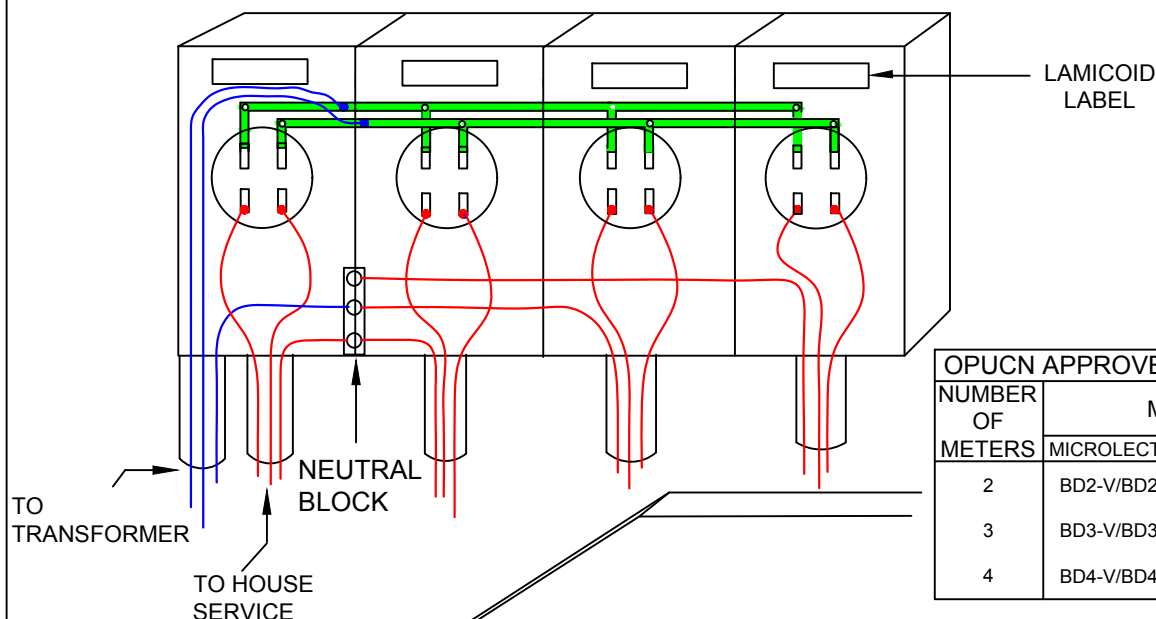 LAMICOID
LABEL
NEUTRAL
BLOCK
TO
TRANSFORMER
TO HOUSE
SERVICE
OPUCN APPROVE
NUMBER
OF
METERS
M
MICROLECT
2 BD2-V/BD2
3 BD3-V/BD3
4 BD4-V/BD4